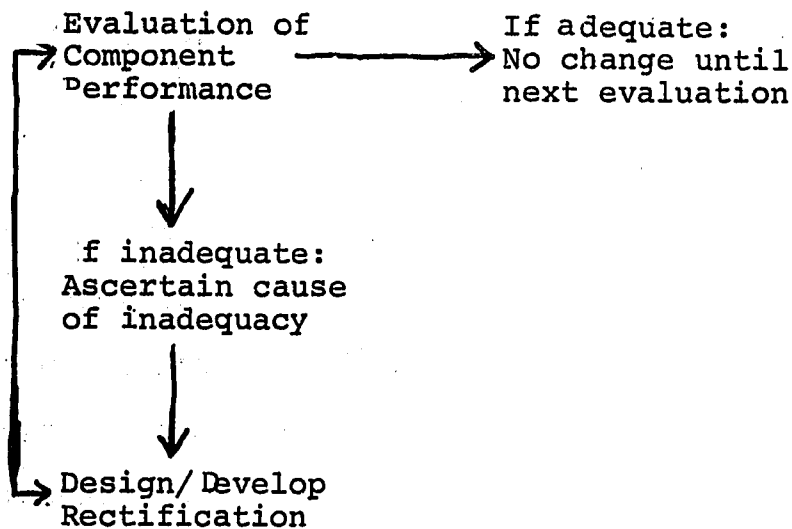 Evaluation of
Component
Performance
If adequate:
No change until
next evaluation
f inadequate:
Ascertain cause
of inadequacy
Design/Develop
Rectification